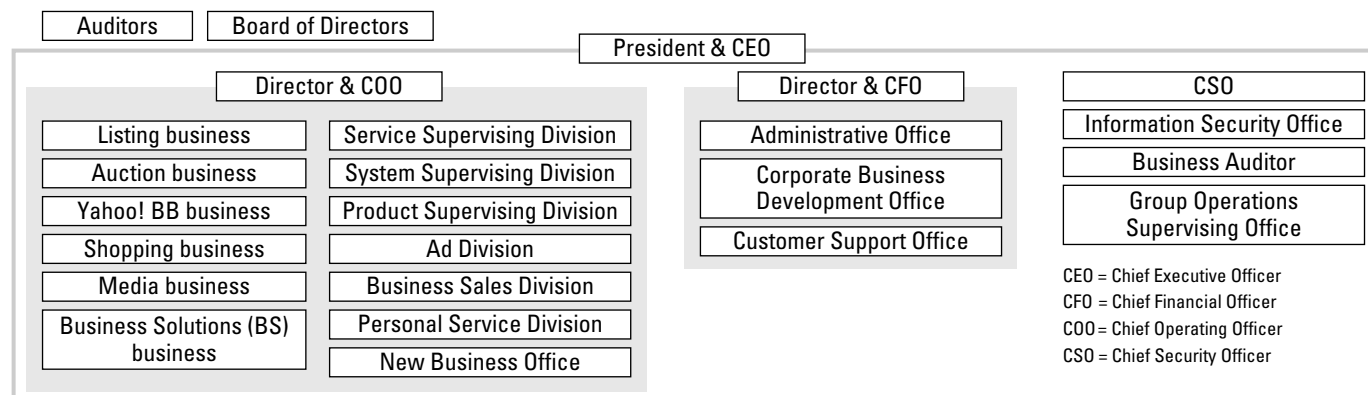 Auditors
Board of Directors
President & CEO
Director & COO
Listing business
Auction business
Yahoo! BB business
Shopping business
Media business
Business Solutions (BS)
business
Service Supervising Division
System Supervising Division
Product Supervising Division
Ad Division
Business Sales Division
Personal Service Division
New Business Office
Director & CFO
Administrative Office
Corporate Business
Development Office
Customer Support Office
CSO
Information Security Office
Business Auditor
Group Operations
Supervising Office
CEO = Chief Executive Officer
CFO = Chief Financial Officer
COO = Chief Operating Officer
CSO = Chief Security Officer